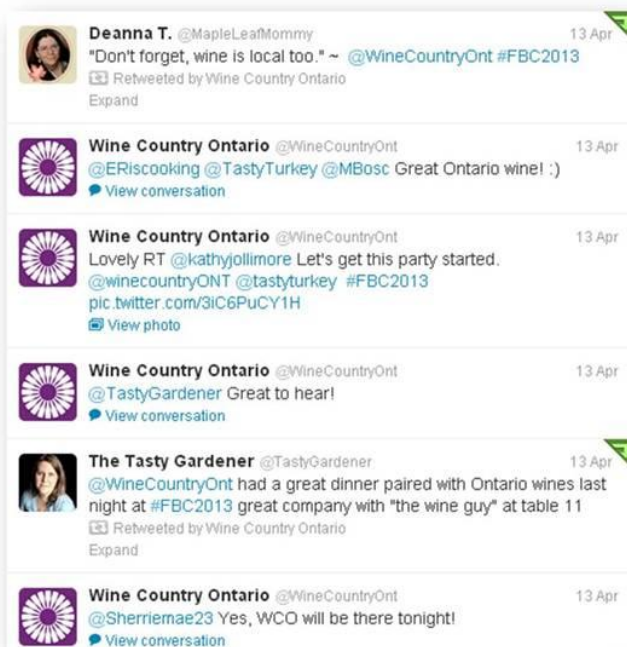 Deanna T. @MapleLeafMommy 13 Apr
"Don't forget, wine is local too." ~ @WineCountryOnt #FBC2013
Retweeted by Wine Country Ontario
Expand
Wine Country Ontario @WineCountryOnt 13 Apr
@ERiscooking @TastyTurkey @MBosc Great Ontario wine! :)
View conversation
Wine Country Ontario @WineCountryOnt 13 Apr
Lovely RT @kathyjollimore Let's get this party started.
@winecountryONT @tastyturkey #FBC2013
pic.twitter.com/3iC6PuCY1H
View photo
Wine Country Ontario @WineCountryOnt 13 Apr
@TastyGardener Great to hear!
View conversation
The Tasty Gardener @TastyGardener 13 Apr
@WineCountryOnt had a great dinner paired with Ontario wines last
night at #FBC2013 great company with "the wine guy" at table 11
Retweeted by Wine Country Ontario
Expand
Wine Country Ontario @WineCountryOnt 13 Apr
@Sherriemae23 Yes, WCO will be there tonight!
View conversation